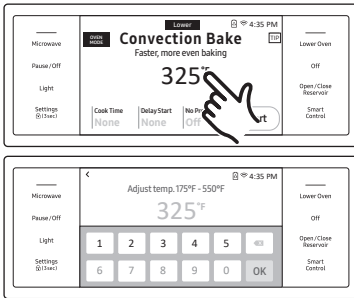 Lower
4:35 PM
OVEN MODE
Convection Bake
TIP
Faster, more even baking
325°F
Microwave
Pause/Off
Light
Settings
(3sec)
Cook Time
None
Delay Start
None
No Pr
Off
rt
Lower Oven
Off
Open/Close
Reservoir
Smart
Control
<
4:35 PM
Adjust temp. 175°F - 550°F
325°F
Microwave
Pause/Off
Light
Settings
(3sec)
1 2 3 4 5
6 7 8 9 0 OK
Lower Oven
Off
Open/Close
Reservoir
Smart
Control